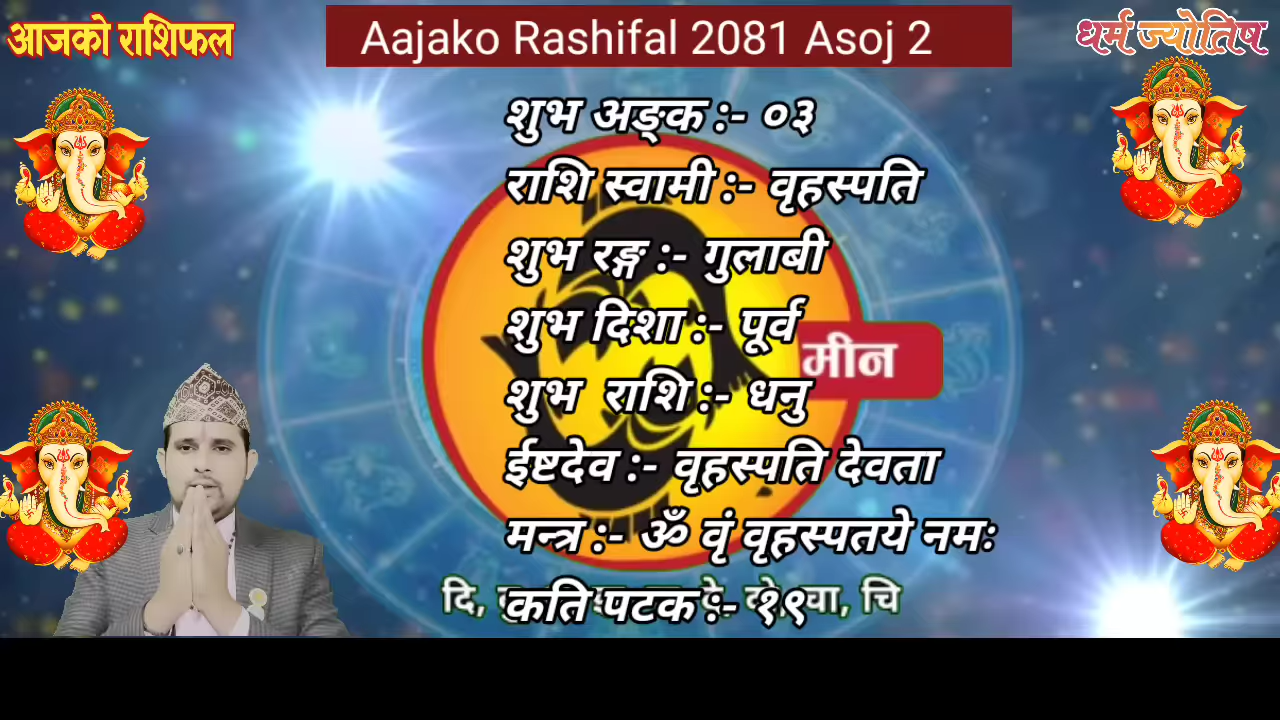 आजको राशिफल
Aajako Rashifal 2081 Asoj 2
धर्म ज्योतिष
शुभ अङ्क :- ०३
राशि स्वामी :- वृहस्पति
शुभ रङ्ग :- गुलाबी
शुभ दिशा :- पूर्व
मीन
शुभ राशि :- धनु
ईष्टदेव :- वृहस्पति देवता
मन्त्र :- ॐ वृं वृहस्पतये नमः
कति पटक :- १९
दि, चा, चि